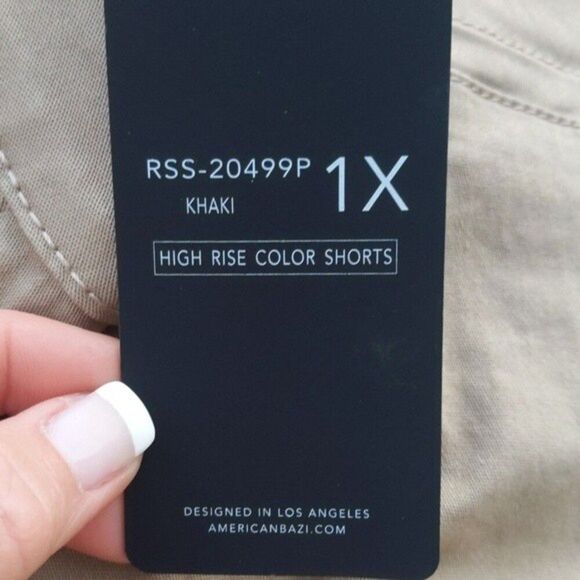 RSS-20499P 1X
KHAKI
HIGH RISE COLOR SHORTS
DESIGNED IN LOS ANGELES
AMERICANBAZI.COM